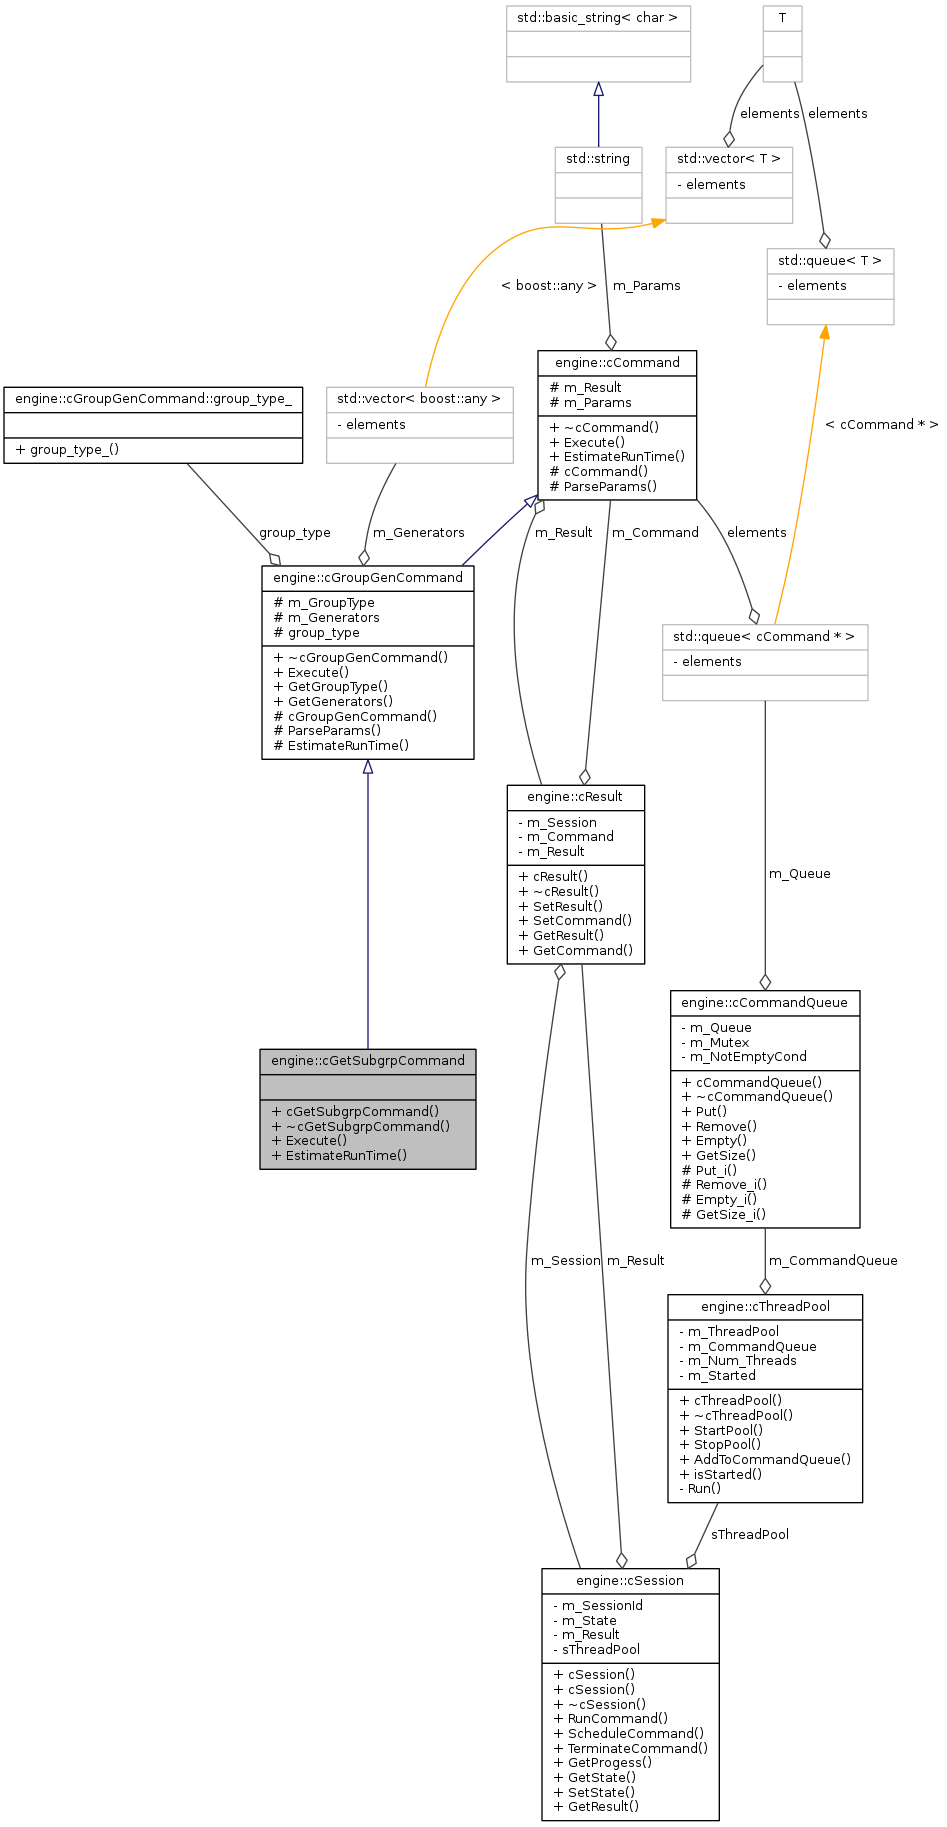 std::basic_string< char >
T
elements
elements
std::string
std::vector< T >
- elements
std::queue< T >
- elements
< boost::any >
m_Params
engine::cCommand
# m_Result
# m_Params
+ ~cCommand()
+ Execute()
+ EstimateRunTime()
# cCommand()
# ParseParams()
engine::cGroupGenCommand::group_type_
+ group_type_()
std::vector< boost::any >
- elements
< cCommand * >
group_type
m_Generators
m_Result
m_Command
elements
engine::cGroupGenCommand
# m_GroupType
# m_Generators
# group_type
+ ~cGroupGenCommand()
+ Execute()
+ GetGroupType()
+ GetGenerators()
# cGroupGenCommand()
# ParseParams()
# EstimateRunTime()
std::queue< cCommand * >
- elements
engine::cResult
- m_Session
- m_Command
- m_Result
+ cResult()
+ ~cResult()
+ SetResult()
+ SetCommand()
+ GetResult()
+ GetCommand()
m_Queue
engine::cCommandQueue
- m_Queue
- m_Mutex
- m_NotEmptyCond
+ cCommandQueue()
+ ~cCommandQueue()
+ Put()
+ Remove()
+ Empty()
+ GetSize()
# Put_i()
# Remove_i()
# Empty_i()
# GetSize_i()
engine::cGetSubgrpCommand
+ cGetSubgrpCommand()
+ ~cGetSubgrpCommand()
+ Execute()
+ EstimateRunTime()
m_Session
m_Result
m_CommandQueue
engine::cThreadPool
- m_ThreadPool
- m_CommandQueue
- m_Num_Threads
- m_Started
+ cThreadPool()
+ ~cThreadPool()
+ StartPool()
+ StopPool()
+ AddToCommandQueue()
+ isStarted()
- Run()
sThreadPool
engine::cSession
- m_SessionId
- m_State
- m_Result
- sThreadPool
+ cSession()
+ cSession()
+ ~cSession()
+ RunCommand()
+ ScheduleCommand()
+ TerminateCommand()
+ GetProgess()
+ GetState()
+ SetState()
+ GetResult()